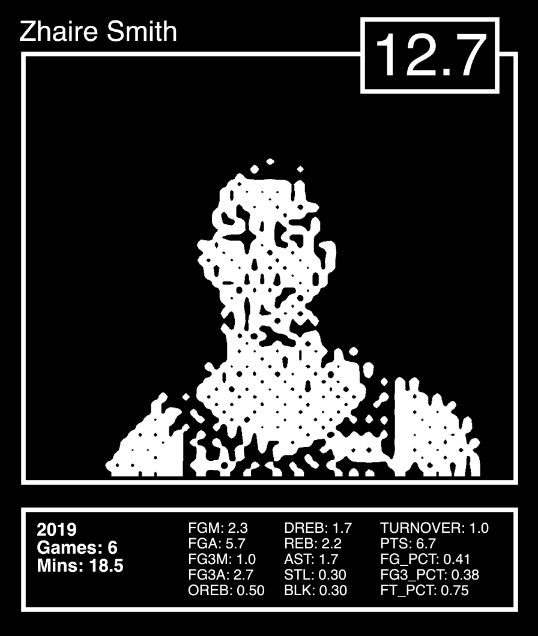 Zhaire Smith
12.7
2019
Games: 6
Mins: 18.5
FGM: 2.3
FGA: 5.7
FG3M: 1.0
FG3A: 2.7
OREB: 0.50
DREB: 1.7
REB: 2.2
AST: 1.7
STL: 0.30
BLK: 0.30
TURNOVER: 1.0
PTS: 6.7
FG_PCT: 0.41
FG3_PCT: 0.38
FT_PCT: 0.75